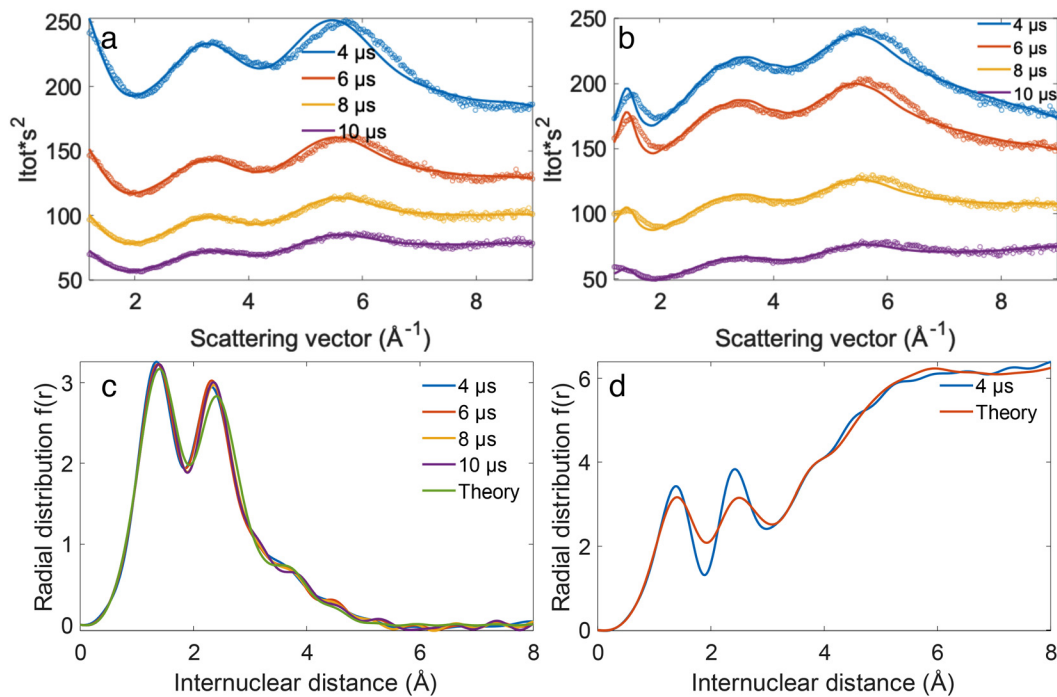 a
Itot*s²
250
200
150
100
50
2
4
6
8
Scattering vector (Å⁻¹)
4 µs
6 µs
8 µs
10 µs
b
Itot*s²
250
200
150
100
50
2
4
6
8
Scattering vector (Å⁻¹)
4 µs
6 µs
8 µs
10 µs
c
Radial distribution f(r)
3
2
1
0
0
2
4
6
8
Internuclear distance (Å)
4 µs
6 µs
8 µs
10 µs
Theory
d
Radial distribution f(r)
6
4
2
0
0
2
4
6
8
Internuclear distance (Å)
4 µs
Theory